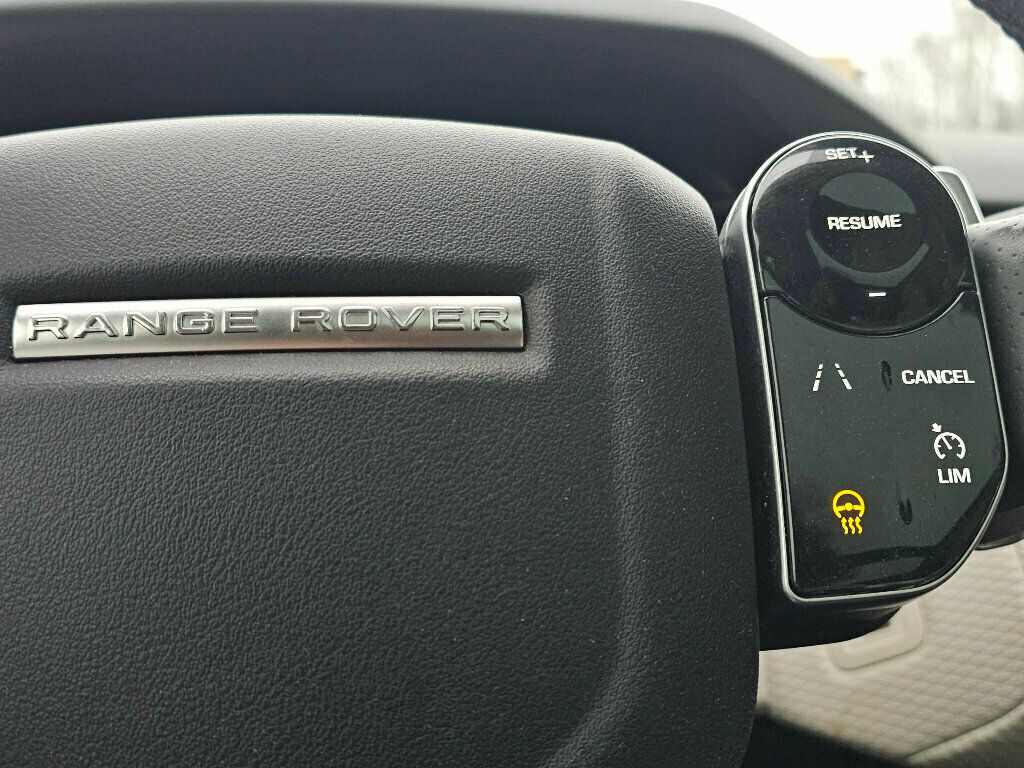 RANGE ROVER
SET+
RESUME
–
CANCEL
LIM